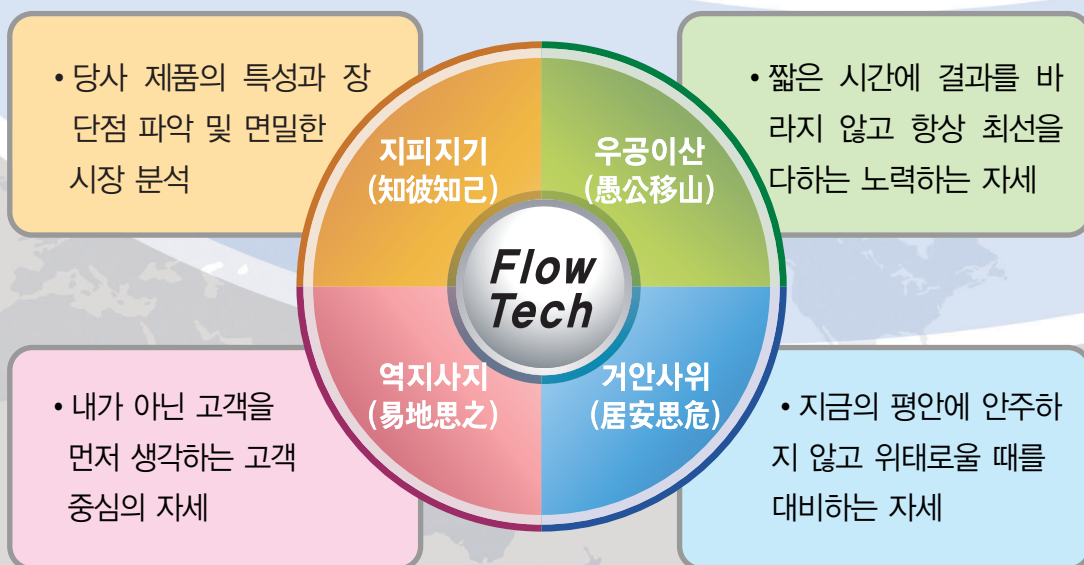 • 당사 제품의 특성과 장
단점 파악 및 면밀한
시장 분석
지피지기
(知彼知己)
우공이산
(愚公移山)
• 짧은 시간에 결과를 바
라지 않고 항상 최선을
다하는 노력하는 자세
Flow
Tech
• 내가 아닌 고객을
먼저 생각하는 고객
중심의 자세
역지사지
(易地思之)
거안사위
(居安思危)
• 지금의 평안에 안주하
지 않고 위태로울 때를
대비하는 자세